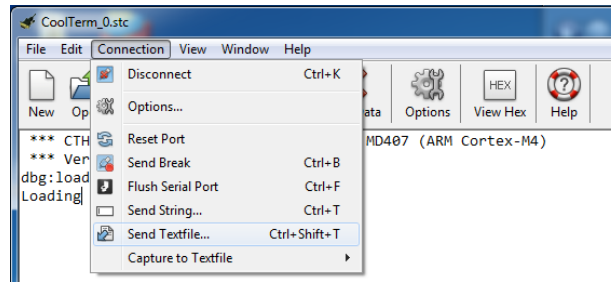 CoolTerm_0.stc
File Edit Connection View Window Help
New Op ata Options View Hex Help
HEX
Disconnect Ctrl+K
Options...
Reset Port
Send Break Ctrl+B
Flush Serial Port Ctrl+F
Send String... Ctrl+T
Send Textfile... Ctrl+Shift+T
Capture to Textfile
*** CTH MD407 (ARM Cortex-M4)
*** Ver
dbg:load
Loading